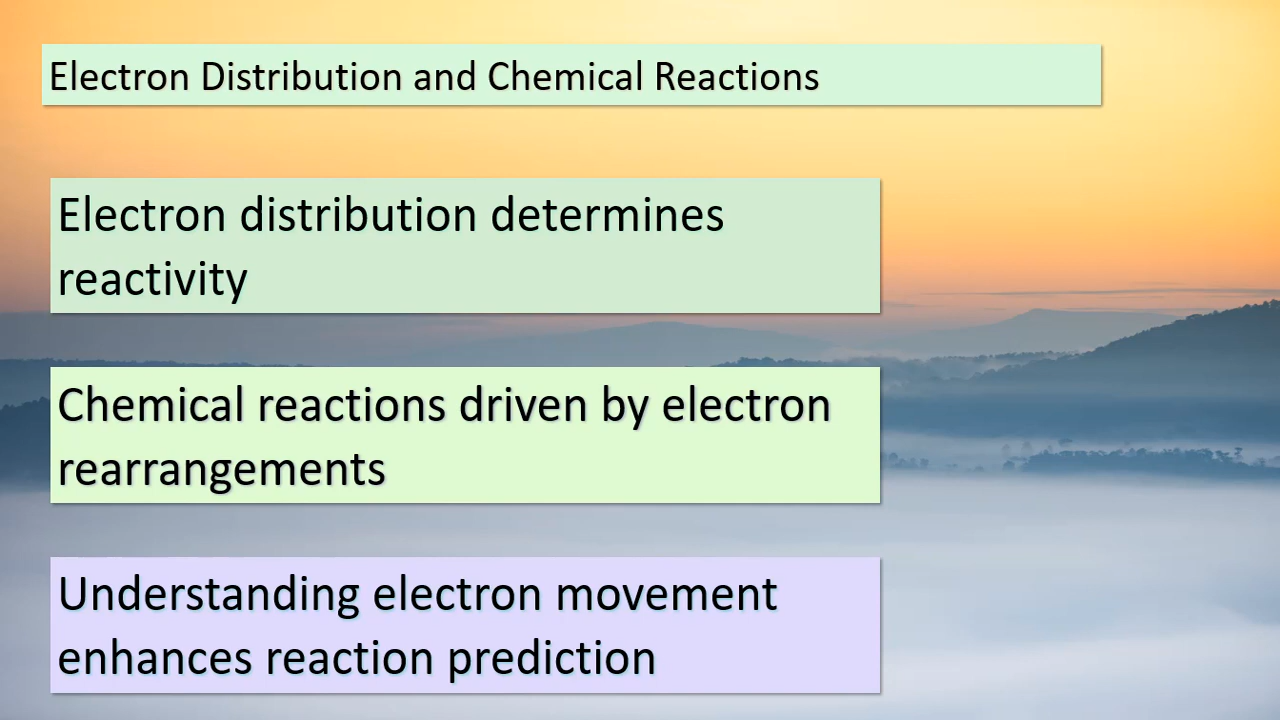 Electron Distribution and Chemical Reactions
Electron distribution determines
reactivity
Chemical reactions driven by electron
rearrangements
Understanding electron movement
enhances reaction prediction